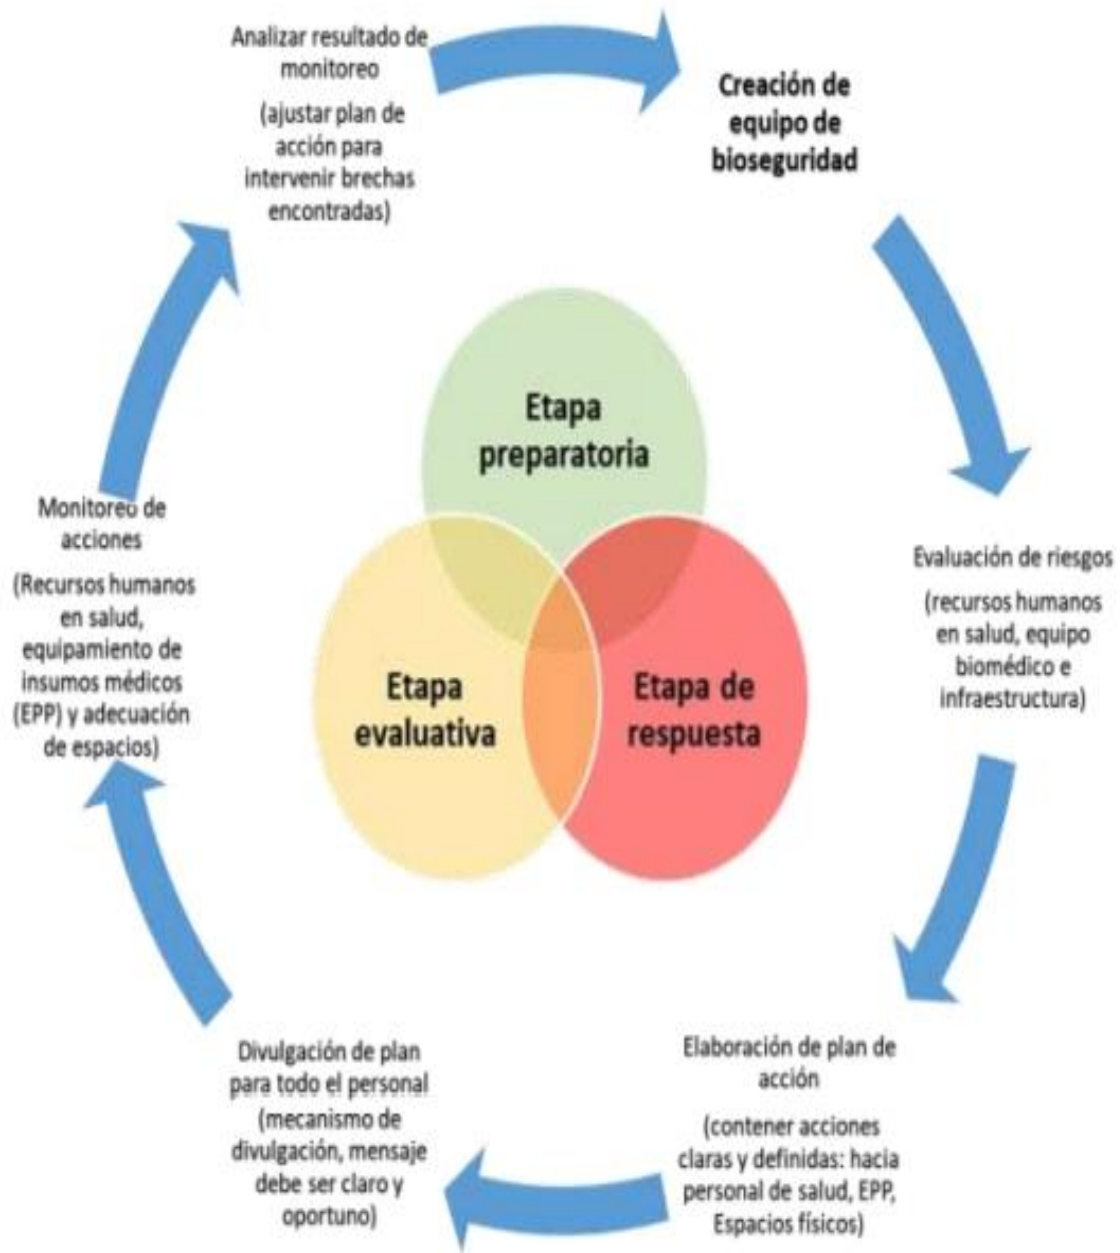 Analizar resultado de
monitoreo
(ajustar plan de
acción para
intervenir brechas
encontradas)
Creación de
equipo de
bioseguridad
Evaluación de riesgos
(recursos humanos
en salud, equipo
biomédico e
infraestructura)
Elaboración de plan de
acción
(contener acciones
claras y definidas: hacia
personal de salud, EPP,
Espacios físicos)
Divulgación de plan
para todo el personal
(mecanismo de
divulgación, mensaje
debe ser claro y
oportuno)
Monitoreo de
acciones
(Recursos humanos
en salud,
equipamiento de
insumos médicos
(EPP) y adecuación
de espacios)
Etapa
preparatoria
Etapa
evaluativa
Etapa de
respuesta